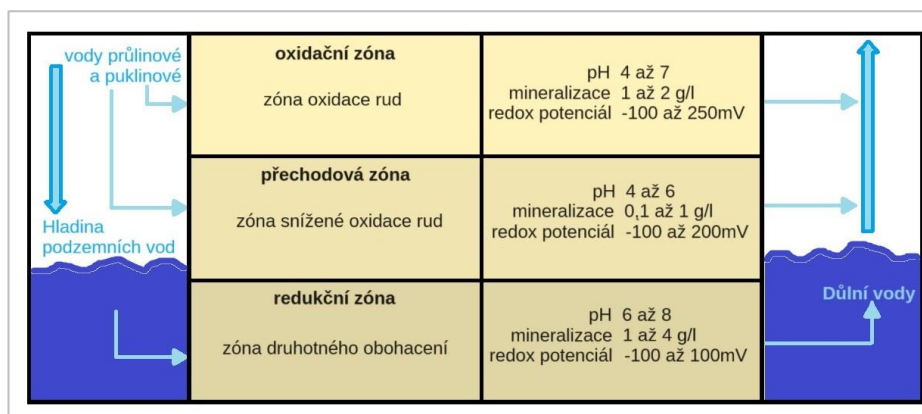 vody průlinové
a puklinové
Hladina
podzemních vod
oxidační zóna
zóna oxidace rud
pH 4 až 7
mineralizace 1 až 2 g/l
redox potenciál -100 až 250mV
přechodová zóna
zóna snížené oxidace rud
pH 4 až 6
mineralizace 0,1 až 1 g/l
redox potenciál -100 až 200mV
redukční zóna
zóna druhotného obohacení
pH 6 až 8
mineralizace 1 až 4 g/l
redox potenciál -100 až 100mV
Důlní vody